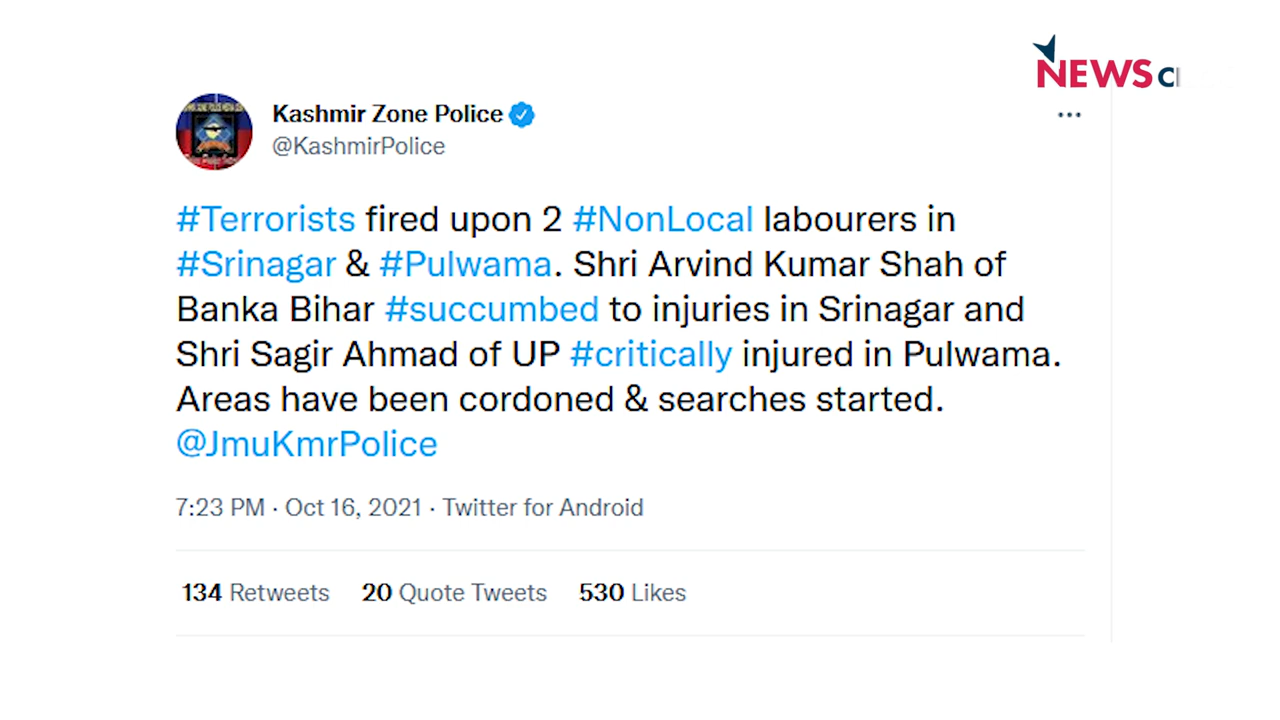 NEWS
Kashmir Zone Police
@KashmirPolice
#Terrorists fired upon 2 #NonLocal labourers in
#Srinagar & #Pulwama. Shri Arvind Kumar Shah of
Banka Bihar #succumbed to injuries in Srinagar and
Shri Sagir Ahmad of UP #critically injured in Pulwama.
Areas have been cordoned & searches started.
@JmuKmrPolice
7:23 PM · Oct 16, 2021 · Twitter for Android
134 Retweets 20 Quote Tweets 530 Likes